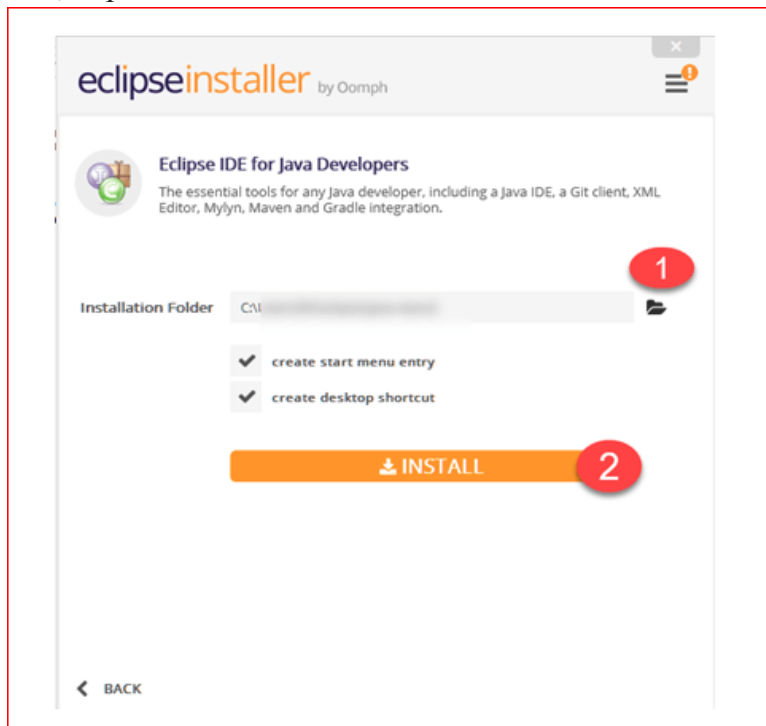 eclipseinstaller by Oomph
Eclipse IDE for Java Developers
The essential tools for any Java developer, including a Java IDE, a Git client, XML
Editor, Mylyn, Maven and Gradle integration.
1
Installation Folder C:\
create start menu entry
create desktop shortcut
INSTALL 2
BACK